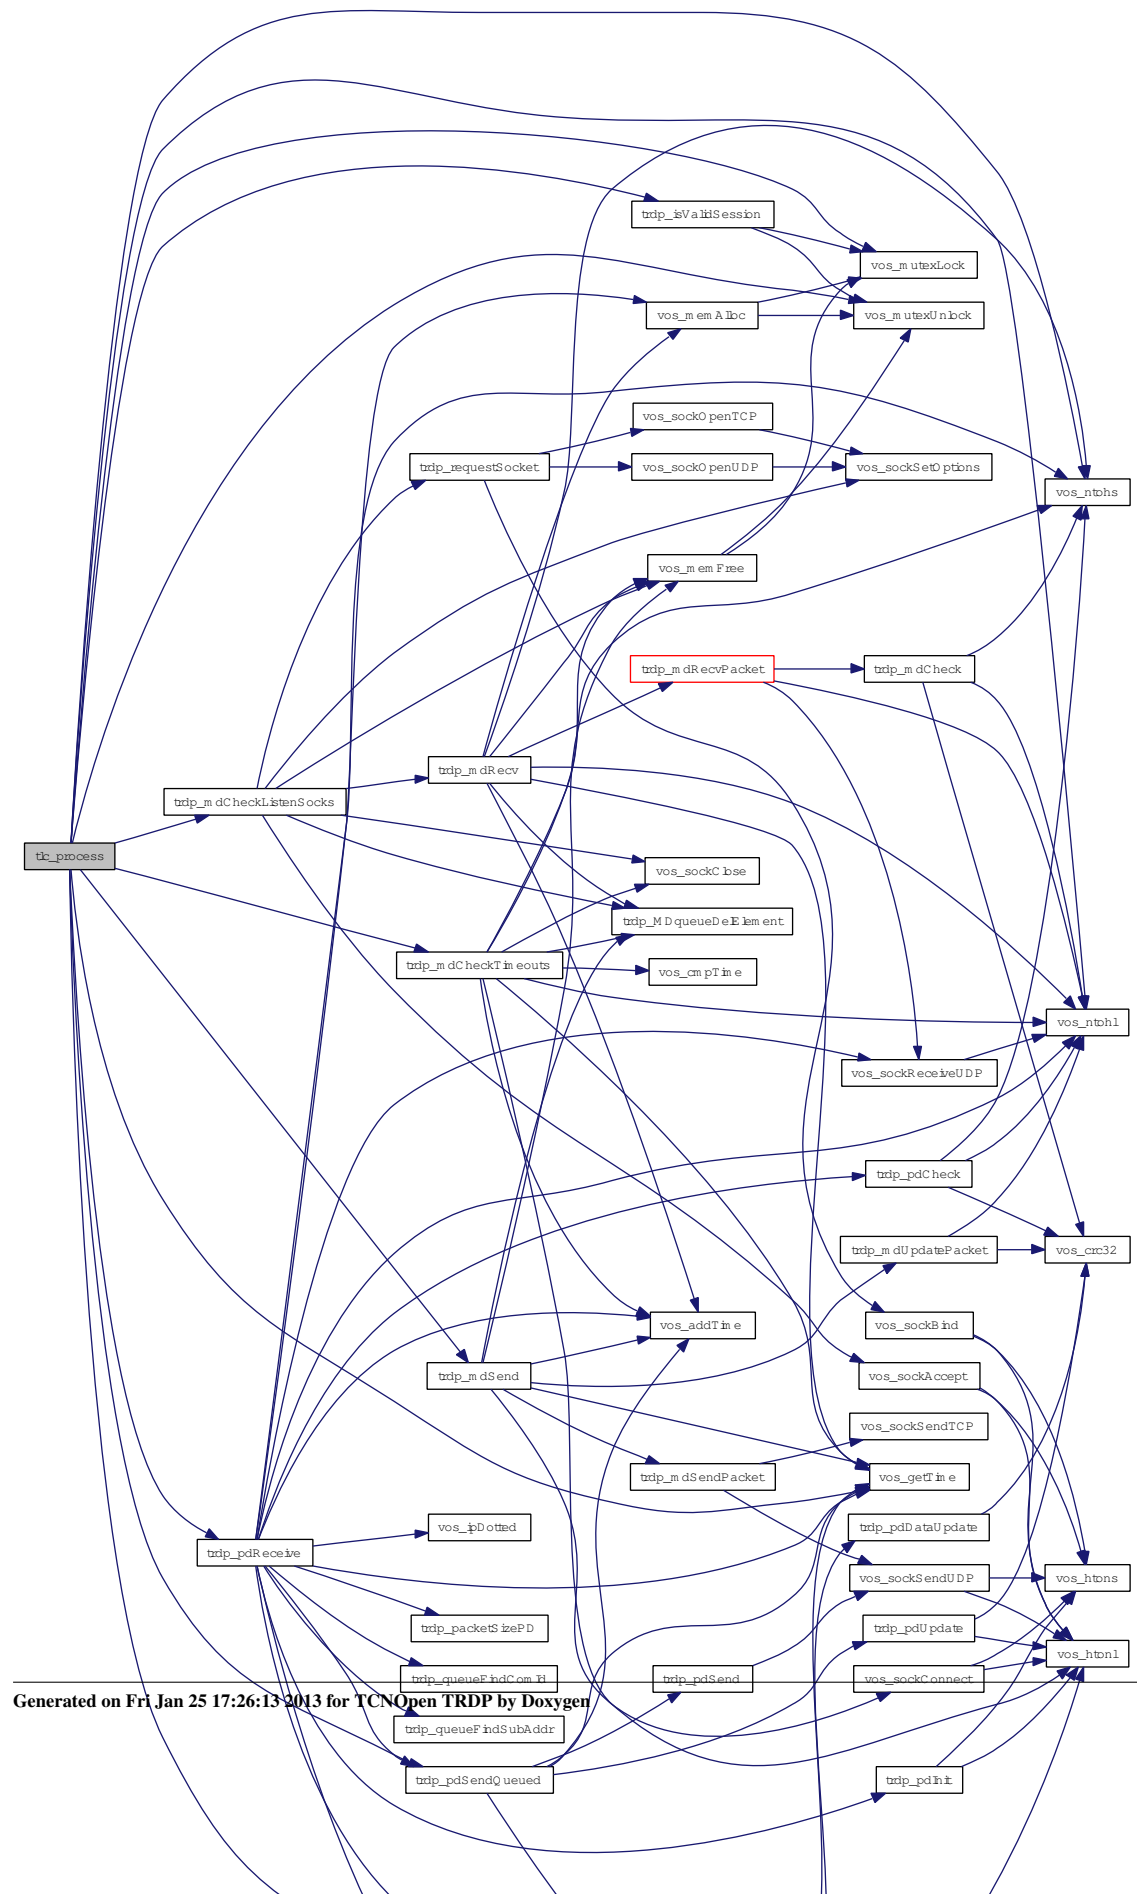 trdp_isValidSession
vos_mutexLock
vos_memAlloc
vos_mutexUnlock
vos_sockOpenTCP
trdp_requestSocket
vos_sockOpenUDP
vos_sockSetOptions
vos_ntohs
vos_memFree
trdp_mdRecvPacket
trdp_mdCheck
trdp_mdRecv
trdp_mdCheckListenSocks
tlc_process
vos_sockClose
trdp_MDqueueDelElement
trdp_mdCheckTimeouts
vos_cmpTime
vos_ntohl
vos_sockReceiveUDP
trdp_pdCheck
trdp_mdUpdatePacket
vos_crc32
vos_addTime
vos_sockBind
trdp_mdSend
vos_sockAccept
vos_sockSendTCP
trdp_mdSendPacket
vos_getTime
vos_ipDotted
trdp_pdDataUpdate
trdp_pdReceive
vos_sockSendUDP
vos_htons
trdp_packetSizePD
trdp_pdUpdate
vos_htonl
trdp_queueFindComId
trdp_pdSend
vos_sockConnect
Generated on Fri Jan 25 17:26:13 2013 for TCNOpen TRDP by Doxygen
trdp_queueFindSubAddr
trdp_pdSendQueued
trdp_pdInit